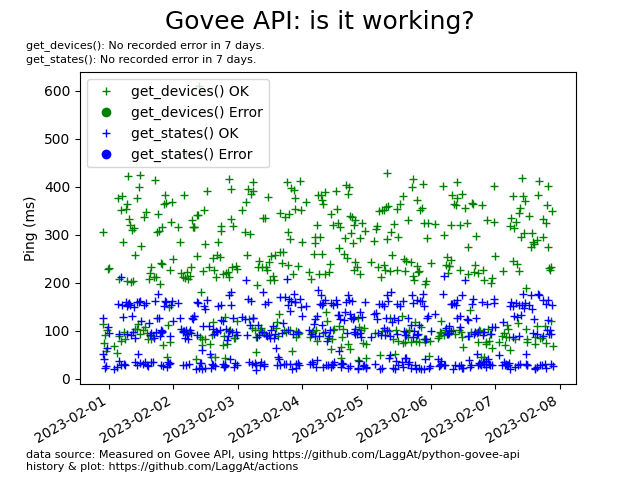 Govee API: is it working?
get_devices(): No recorded error in 7 days.
get_states(): No recorded error in 7 days.
600
500
400
300
200
100
0
Ping (ms)
get_devices() OK
get_devices() Error
get_states() OK
get_states() Error
2023-02-01
2023-02-02
2023-02-03
2023-02-04
2023-02-05
2023-02-06
2023-02-07
2023-02-08
data source: Measured on Govee API, using https://github.com/LaggAt/python-govee-api
history & plot: https://github.com/LaggAt/actions